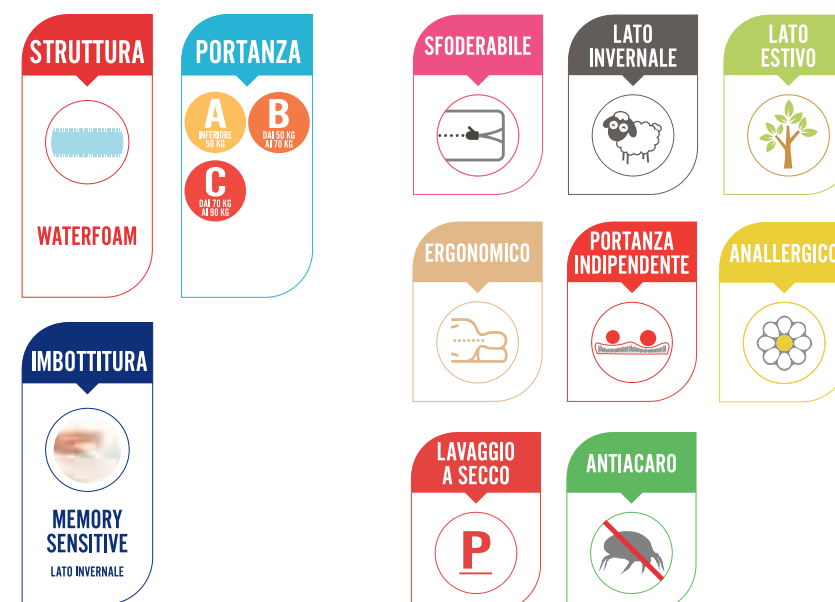 STRUTTURA
WATERFOAM
PORTANZA
A
INFERIORE
50 KG
B
DAI 50 KG
AI 70 KG
C
DAI 70 KG
AI 90 KG
IMBOTTITURA
MEMORY
SENSITIVE
LATO INVERNALE
SFODERABILE
LATO
INVERNALE
LATO
ESTIVO
ERGONOMICO
PORTANZA
INDIPENDENTE
ANALLERGICO
LAVAGGIO
A SECCO
P
ANTIACARO